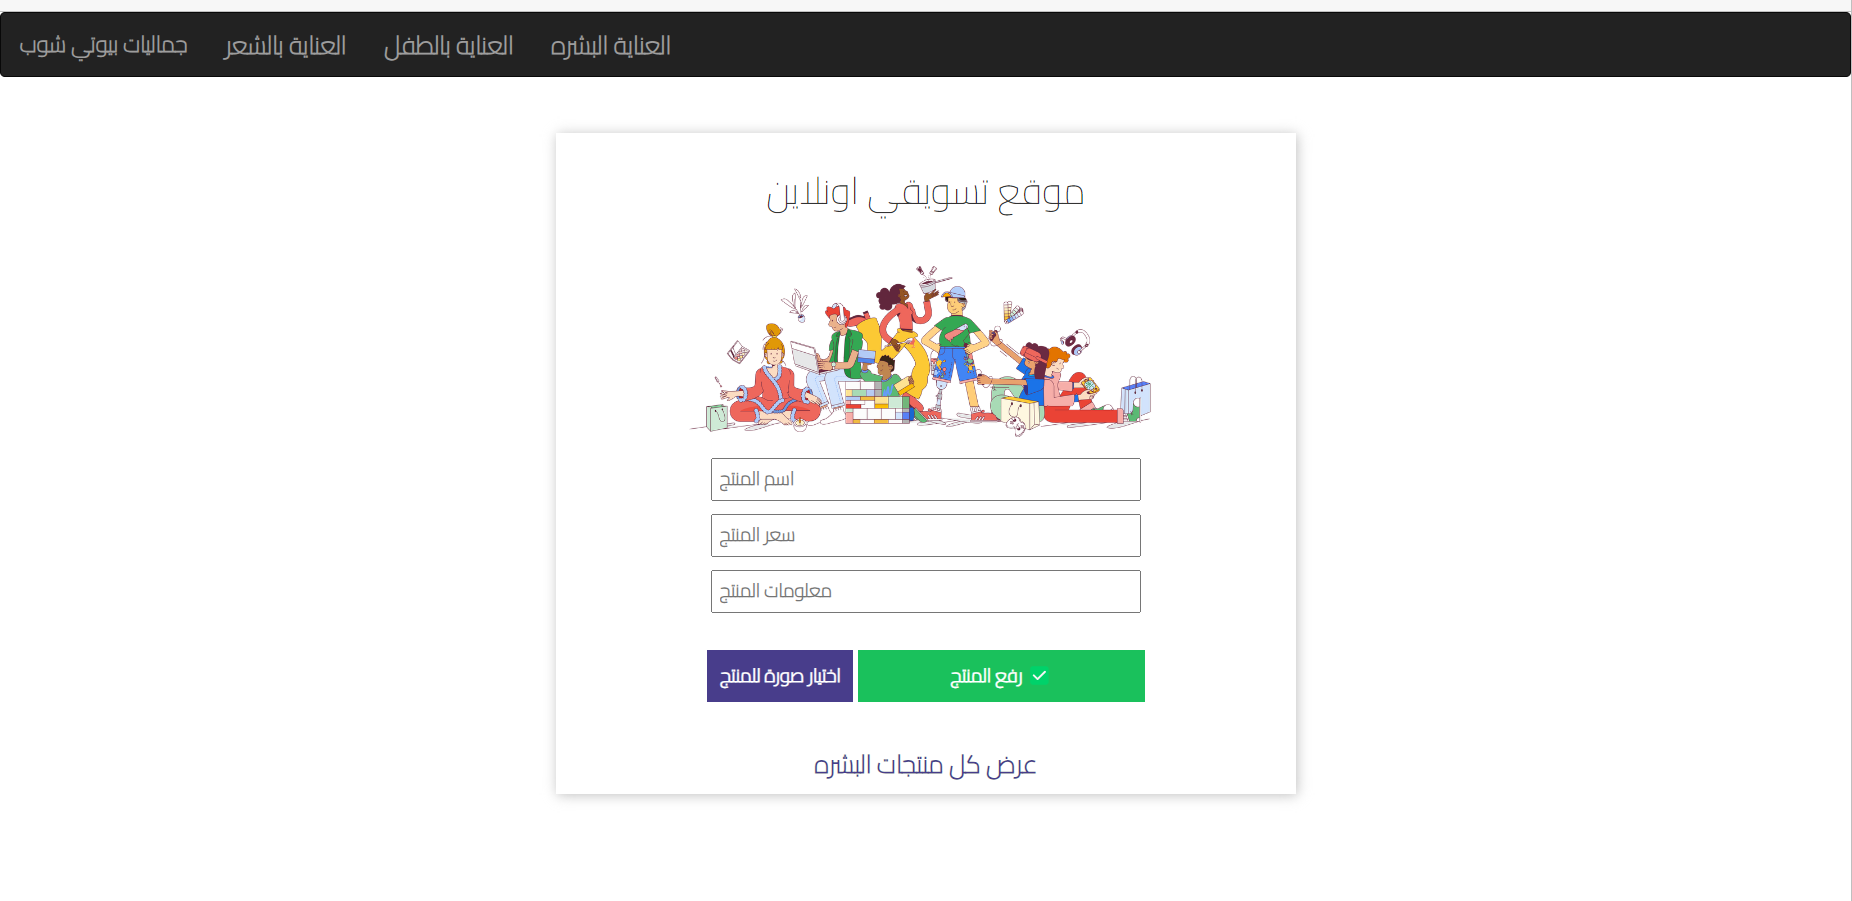 جماليات بيوتي شوب
العناية بالشعر
العناية بالطفل
العناية البشره
موقع تسويقي اونلاين
اسم المنتج
سعر المنتج
معلومات المنتج
اختيار صورة للمنتج
رفع المنتج ✓
عرض كل منتجات البشره